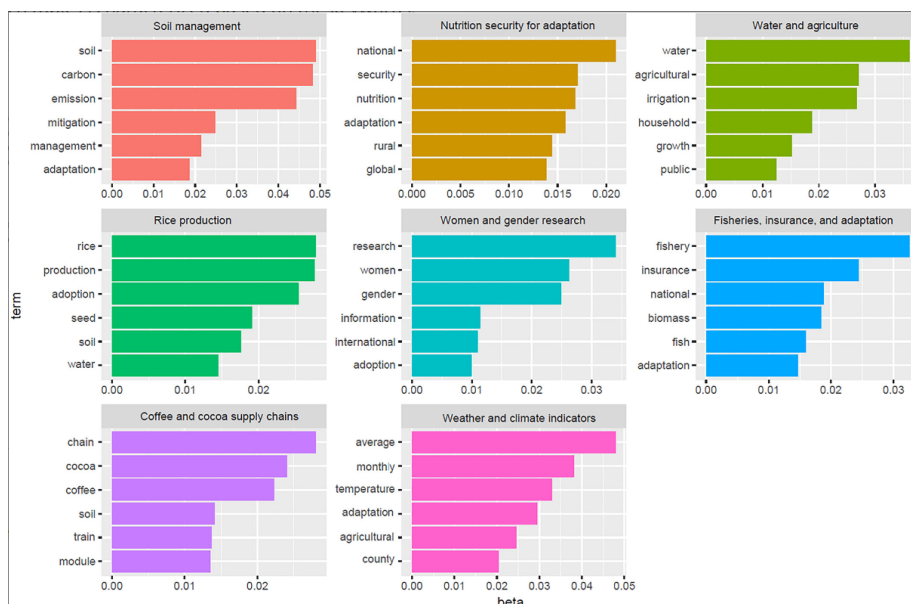 Soil management
soil
carbon
emission
mitigation
management
adaptation
0.00 0.01 0.02 0.03 0.04 0.05
Nutrition security for adaptation
national
security
nutrition
adaptation
rural
global
0.000 0.005 0.010 0.015 0.020
Water and agriculture
water
agricultural
irrigation
household
growth
public
0.00 0.01 0.02 0.03
term
Rice production
rice
production
adoption
seed
soil
water
0.00 0.01 0.02
Women and gender research
research
women
gender
information
international
adoption
0.00 0.01 0.02 0.03
Fisheries, insurance, and adaptation
fishery
insurance
national
biomass
fish
adaptation
0.00 0.01 0.02 0.03
Coffee and cocoa supply chains
chain
cocoa
coffee
soil
train
module
0.00 0.01 0.02
Weather and climate indicators
average
monthly
temperature
adaptation
agricultural
county
0.00 0.01 0.02 0.03 0.04 0.05
beta